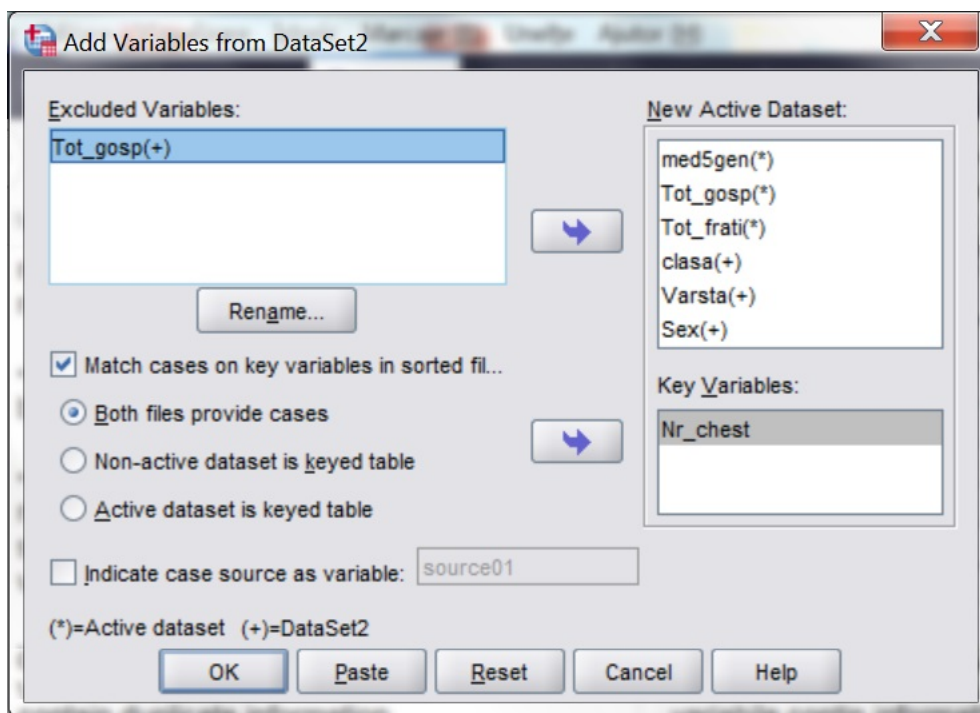 Add Variables from DataSet2
Excluded Variables:
Tot_gosp(+)
Rename...
New Active Dataset:
med5gen(*)
Tot_gosp(*)
Tot_frati(*)
clasa(+)
Varsta(+)
Sex(+)
Match cases on key variables in sorted fil...
Both files provide cases
Non-active dataset is keyed table
Active dataset is keyed table
Key Variables:
Nr_chest
Indicate case source as variable: source01
(*)=Active dataset (+)=DataSet2
OK Paste Reset Cancel Help